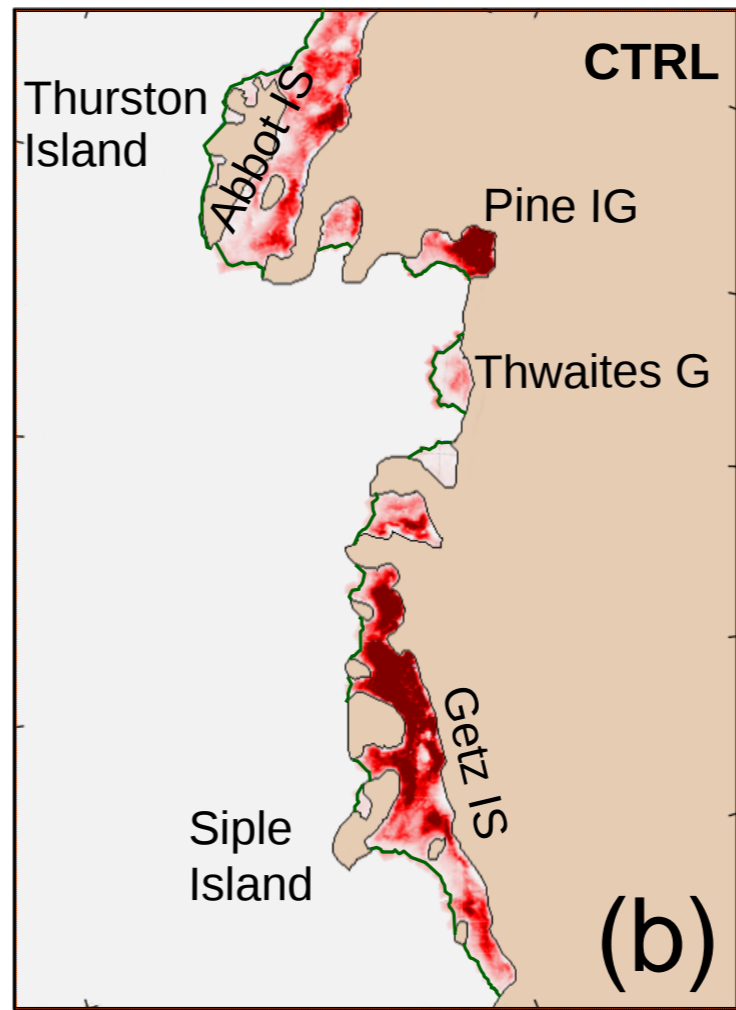 CTRL
Thurston
Island
Abbot IS
Pine IG
Thwaites G
Getz IS
Siple
Island
(b)